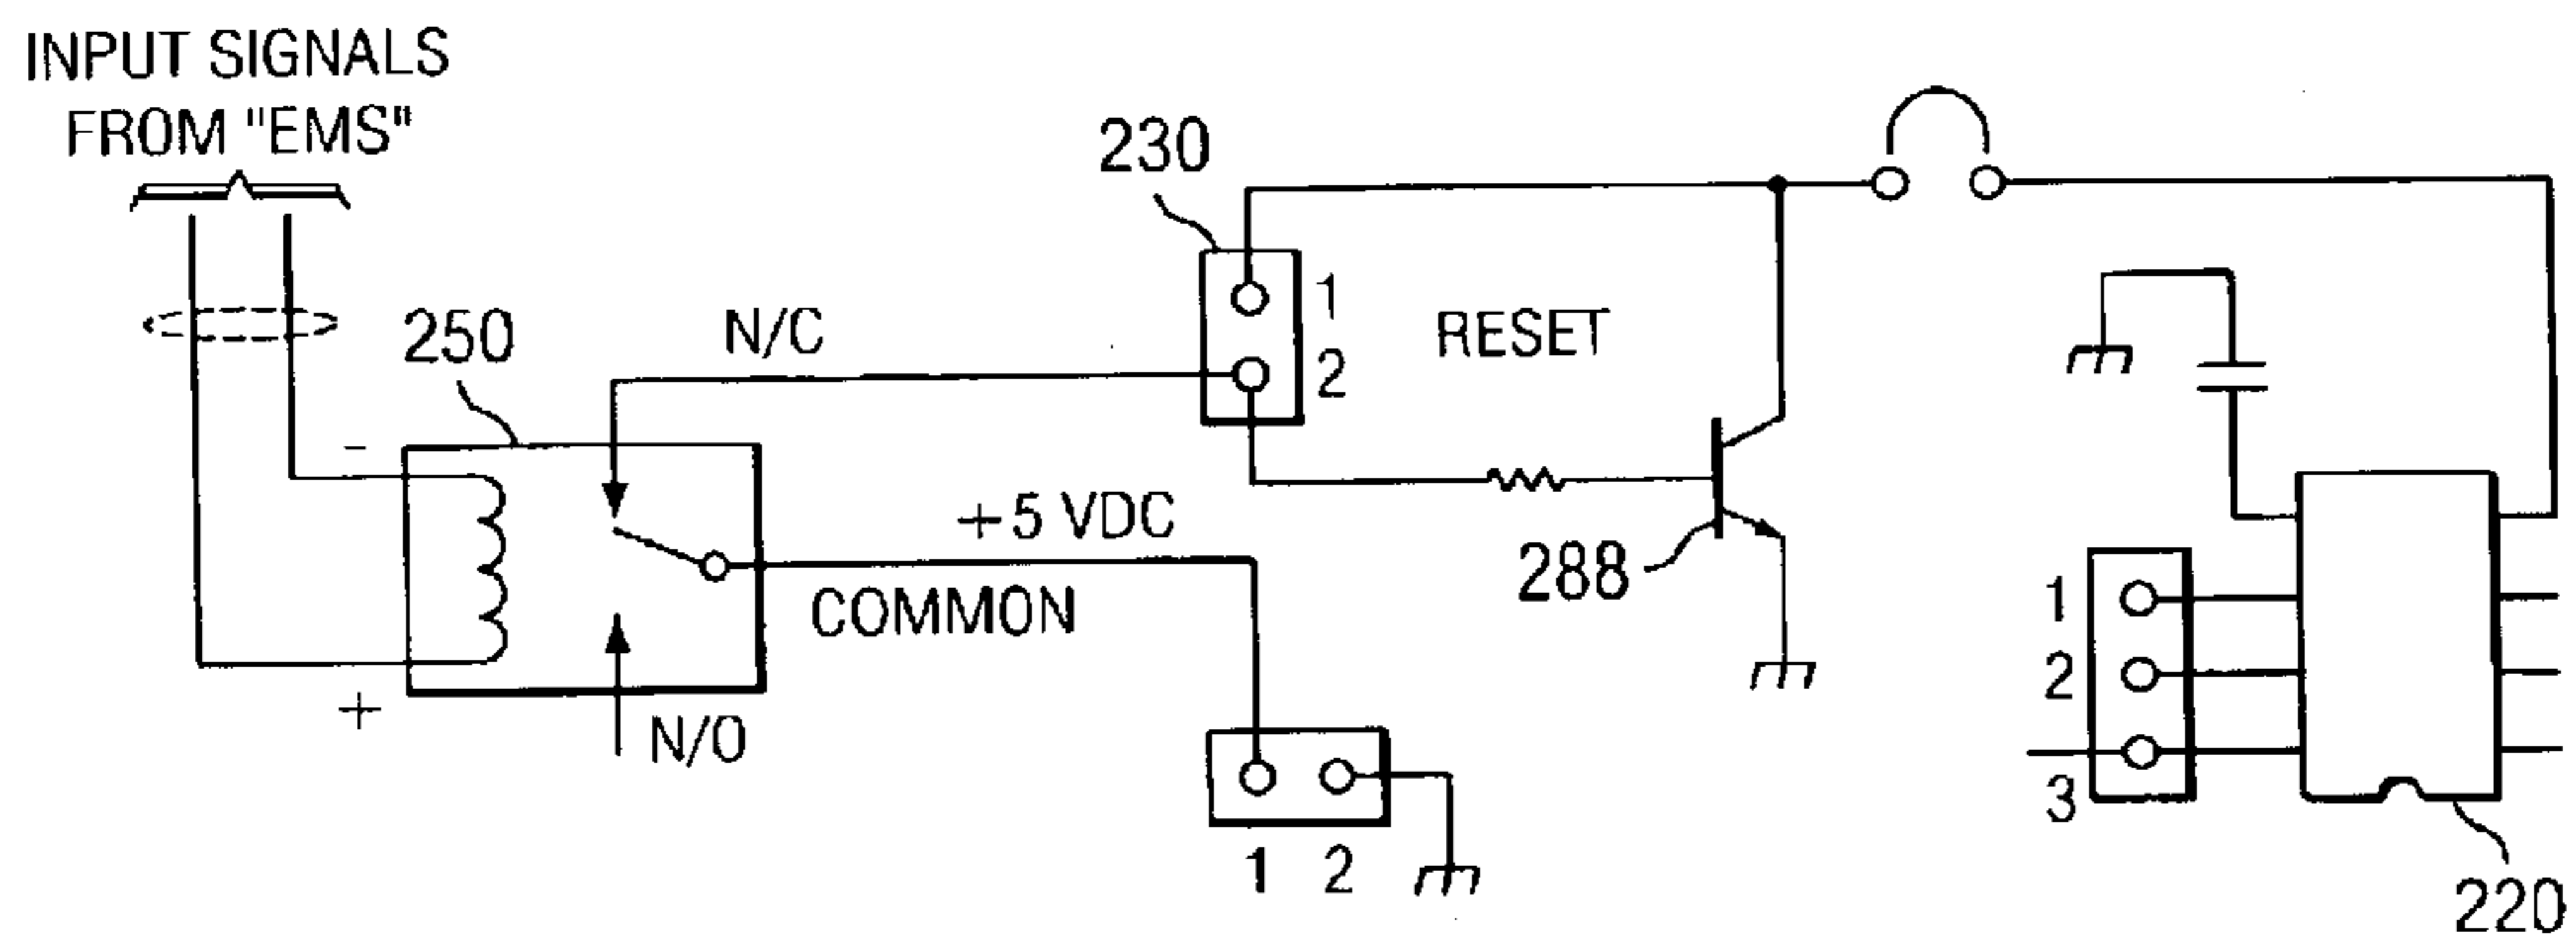 INPUT SIGNALS
FROM "EMS"
230
1
2
RESET
N/C
250
-
+
+5 VDC
COMMON
N/O
288
1 2
1
2
3
220